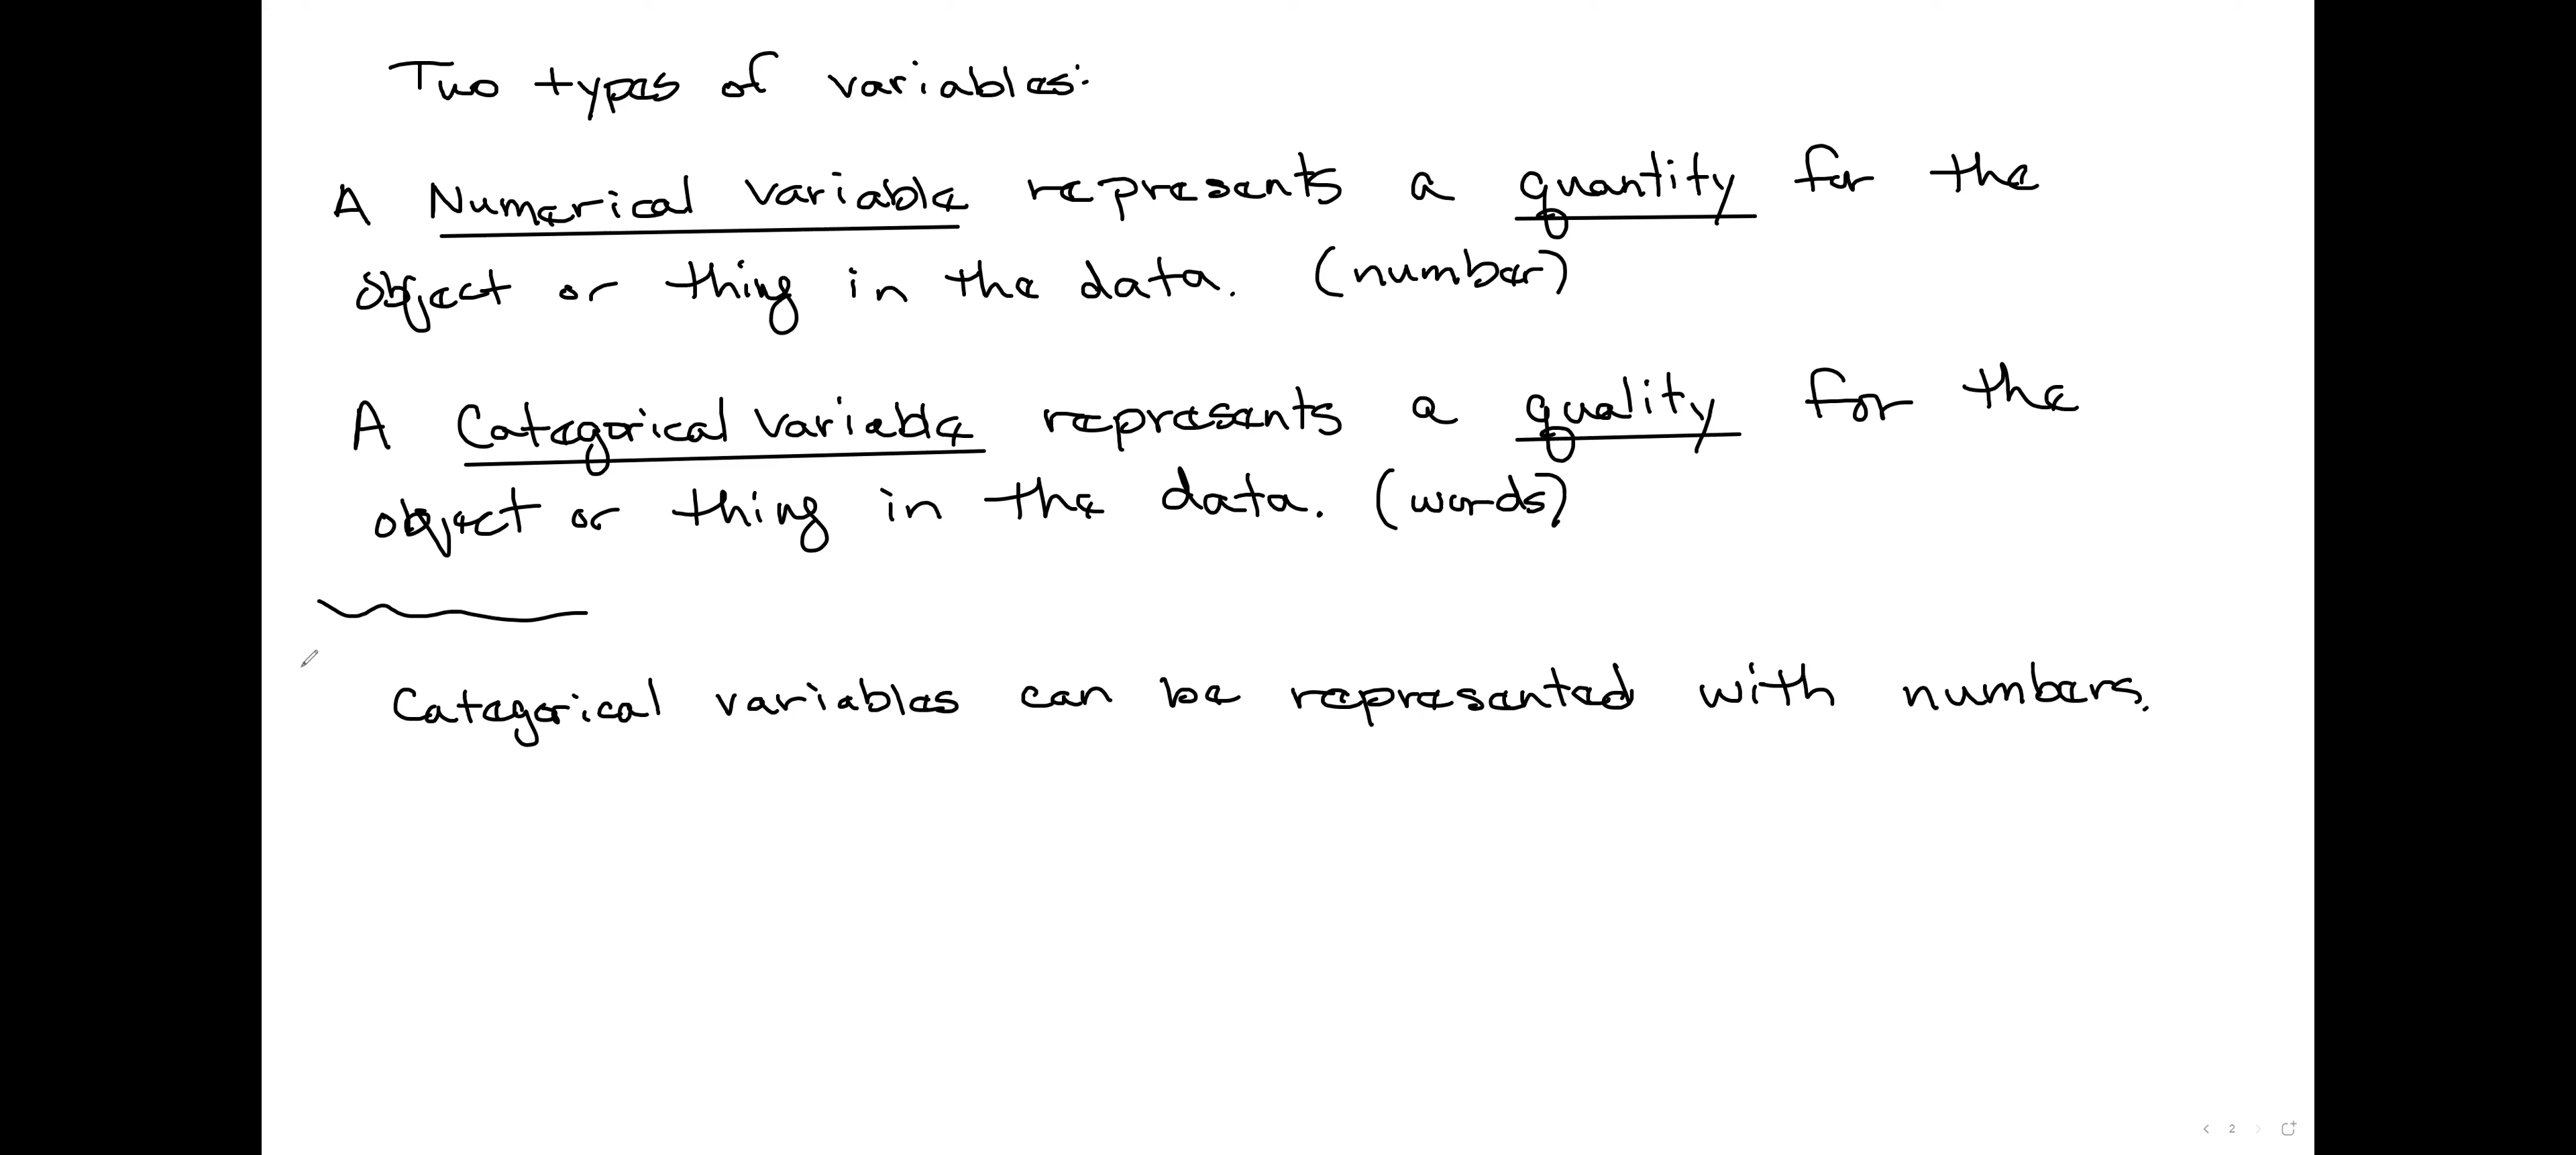 Two types of variables:
A Numerical variable represents a quantity for the
object or thing in the data. (number)
A Categorical variable represents a quality for the
object or thing in the data. (words)
Categorical variables can be represented with numbers.
2